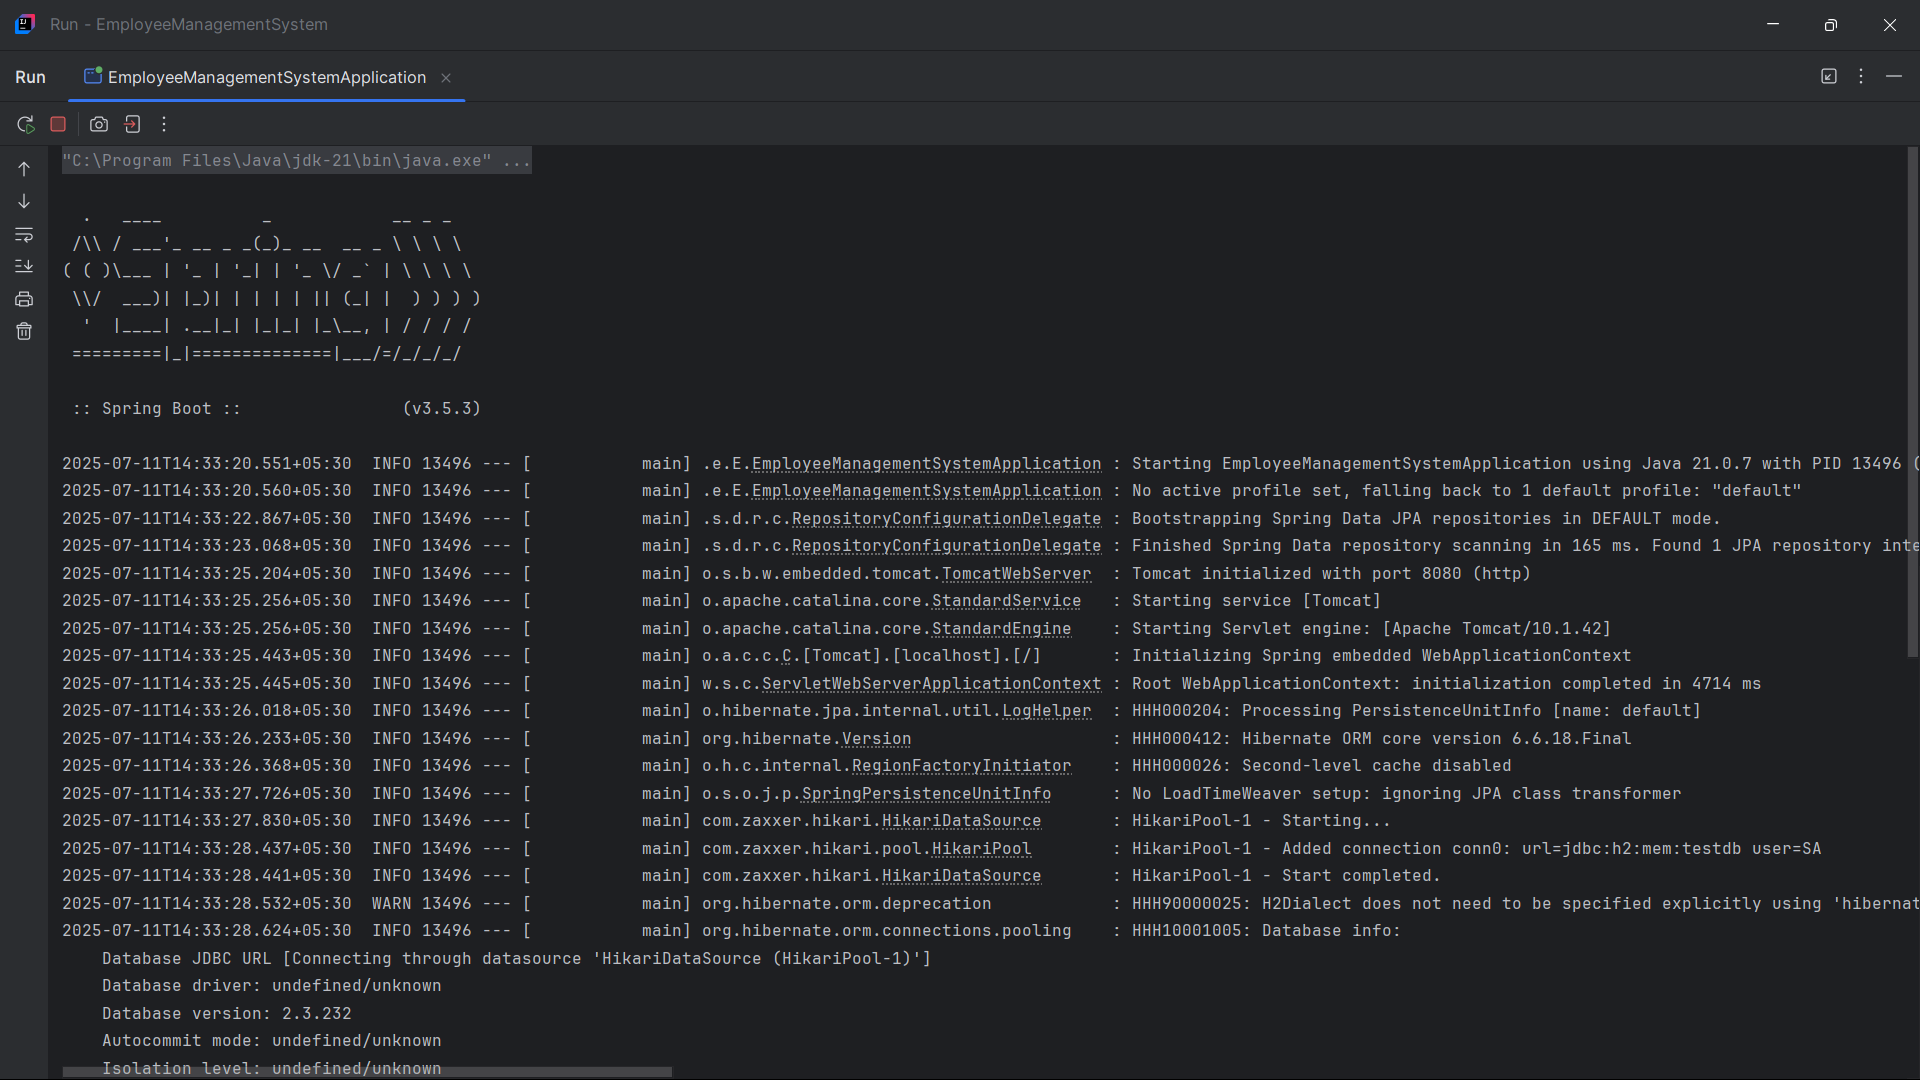 Run - EmployeeManagementSystem
Run EmployeeManagementSystemApplication
"C:\Program Files\Java\jdk-21\bin\java.exe" ...
  .   ____          _            __ _ _
 /\\ / ___'_ __ _ _(_)_ __  __ _ \ \ \ \
( ( )\___ | '_ | '_| | '_ \/ _` | \ \ \ \
 \\/  ___)| |_)| | | | | || (_| |  ) ) ) )
  '  |____| .__|_| |_|_| |_\__, | / / / /
 =========|_|==============|___/=/_/_/_/
 :: Spring Boot ::                (v3.5.3)
2025-07-11T14:33:20.551+05:30  INFO 13496 --- [           main] .e.E.EmployeeManagementSystemApplication : Starting EmployeeManagementSystemApplication using Java 21.0.7 with PID 13496 (
2025-07-11T14:33:20.560+05:30  INFO 13496 --- [           main] .e.E.EmployeeManagementSystemApplication : No active profile set, falling back to 1 default profile: "default"
2025-07-11T14:33:22.867+05:30  INFO 13496 --- [           main] .s.d.r.c.RepositoryConfigurationDelegate : Bootstrapping Spring Data JPA repositories in DEFAULT mode.
2025-07-11T14:33:23.068+05:30  INFO 13496 --- [           main] .s.d.r.c.RepositoryConfigurationDelegate : Finished Spring Data repository scanning in 165 ms. Found 1 JPA repository inte
2025-07-11T14:33:25.204+05:30  INFO 13496 --- [           main] o.s.b.w.embedded.tomcat.TomcatWebServer  : Tomcat initialized with port 8080 (http)
2025-07-11T14:33:25.256+05:30  INFO 13496 --- [           main] o.apache.catalina.core.StandardService   : Starting service [Tomcat]
2025-07-11T14:33:25.256+05:30  INFO 13496 --- [           main] o.apache.catalina.core.StandardEngine    : Starting Servlet engine: [Apache Tomcat/10.1.42]
2025-07-11T14:33:25.443+05:30  INFO 13496 --- [           main] o.a.c.c.C.[Tomcat].[localhost].[/]       : Initializing Spring embedded WebApplicationContext
2025-07-11T14:33:25.445+05:30  INFO 13496 --- [           main] w.s.c.ServletWebServerApplicationContext : Root WebApplicationContext: initialization completed in 4714 ms
2025-07-11T14:33:26.018+05:30  INFO 13496 --- [           main] o.hibernate.jpa.internal.util.LogHelper  : HHH000204: Processing PersistenceUnitInfo [name: default]
2025-07-11T14:33:26.233+05:30  INFO 13496 --- [           main] org.hibernate.Version                    : HHH000412: Hibernate ORM core version 6.6.18.Final
2025-07-11T14:33:26.368+05:30  INFO 13496 --- [           main] o.h.c.internal.RegionFactoryInitiator    : HHH000026: Second-level cache disabled
2025-07-11T14:33:27.726+05:30  INFO 13496 --- [           main] o.s.o.j.p.SpringPersistenceUnitInfo      : No LoadTimeWeaver setup: ignoring JPA class transformer
2025-07-11T14:33:27.830+05:30  INFO 13496 --- [           main] com.zaxxer.hikari.HikariDataSource       : HikariPool-1 - Starting...
2025-07-11T14:33:28.437+05:30  INFO 13496 --- [           main] com.zaxxer.hikari.pool.HikariPool        : HikariPool-1 - Added connection conn0: url=jdbc:h2:mem:testdb user=SA
2025-07-11T14:33:28.441+05:30  INFO 13496 --- [           main] com.zaxxer.hikari.HikariDataSource       : HikariPool-1 - Start completed.
2025-07-11T14:33:28.532+05:30  WARN 13496 --- [           main] org.hibernate.orm.deprecation            : HHH90000025: H2Dialect does not need to be specified explicitly using 'hibernat
2025-07-11T14:33:28.624+05:30  INFO 13496 --- [           main] org.hibernate.orm.connections.pooling    : HHH10001005: Database info:
    Database JDBC URL [Connecting through datasource 'HikariDataSource (HikariPool-1)']
    Database driver: undefined/unknown
    Database version: 2.3.232
    Autocommit mode: undefined/unknown
    Isolation level: undefined/unknown